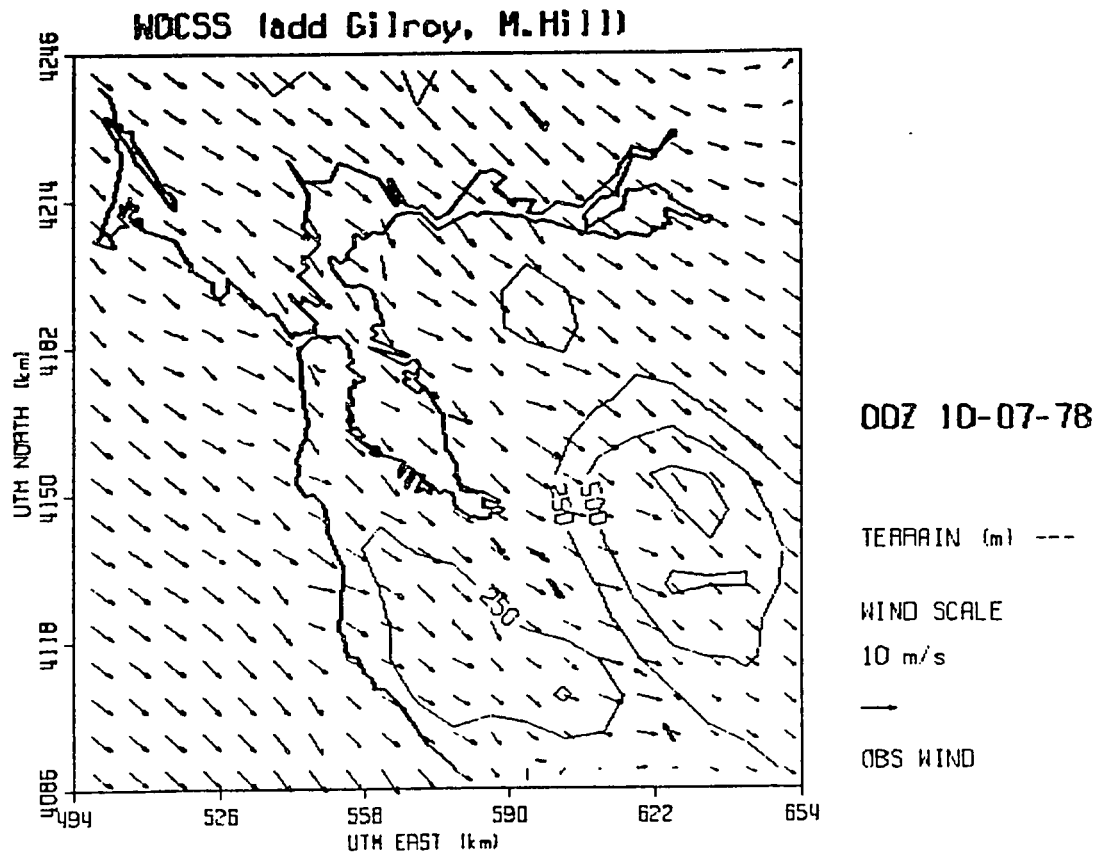 WOCSS (add Gilroy, M.Hill)
4246
4214
4182
4150
4118
4086
UTM NORTH (km)
494
526
558
590
622
654
UTM EAST (km)
250
250
500
00Z 10-07-78
TERRAIN (m) ---
WIND SCALE
10 m/s
OBS WIND